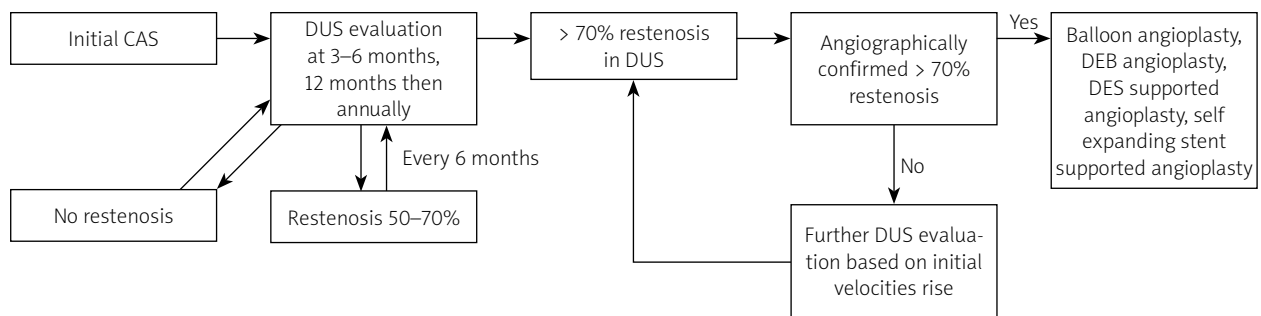 Initial CAS
DUS evaluation
at 3–6 months,
12 months then
annually
> 70% restenosis
in DUS
Angiographically
confirmed > 70%
restenosis
Yes
Balloon angioplasty,
DEB angioplasty,
DES supported
angioplasty, self
expanding stent
supported angioplasty
No restenosis
Every 6 months
Restenosis 50–70%
No
Further DUS evalua-
tion based on initial
velocities rise